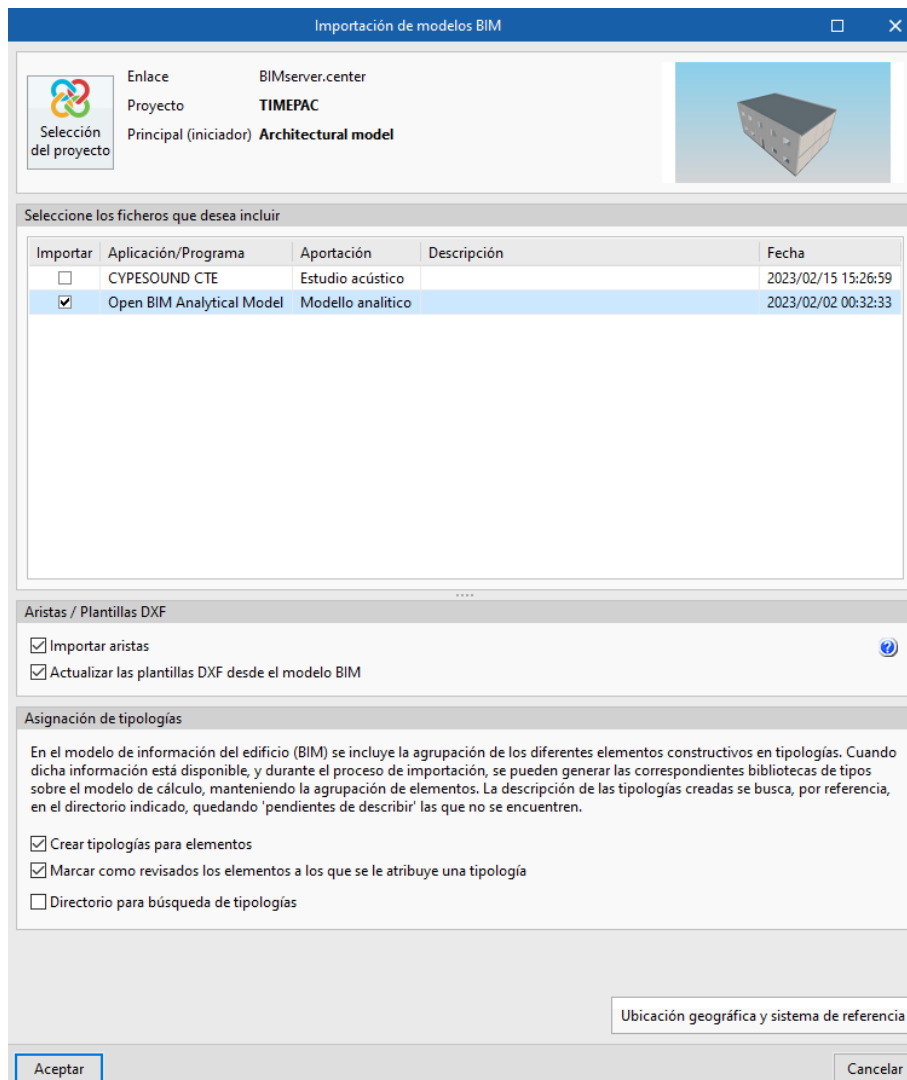 Importación de modelos BIM
Selección
del proyecto
Enlace BIMserver.center
Proyecto TIMEPAC
Principal (iniciador) Architectural model
Seleccione los ficheros que desea incluir
Importar Aplicación/Programa Aportación Descripción Fecha
CYPESOUND CTE Estudio acústico 2023/02/15 15:26:59
Open BIM Analytical Model Modello analitico 2023/02/02 00:32:33
Aristas / Plantillas DXF
Importar aristas
Actualizar las plantillas DXF desde el modelo BIM
Asignación de tipologías
En el modelo de información del edificio (BIM) se incluye la agrupación de los diferentes elementos constructivos en tipologías. Cuando
dicha información está disponible, y durante el proceso de importación, se pueden generar las correspondientes bibliotecas de tipos
sobre el modelo de cálculo, manteniendo la agrupación de elementos. La descripción de las tipologías creadas se busca, por referencia,
en el directorio indicado, quedando 'pendientes de describir' las que no se encuentren.
Crear tipologías para elementos
Marcar como revisados los elementos a los que se le atribuye una tipología
Directorio para búsqueda de tipologías
Ubicación geográfica y sistema de referencia
Aceptar Cancelar